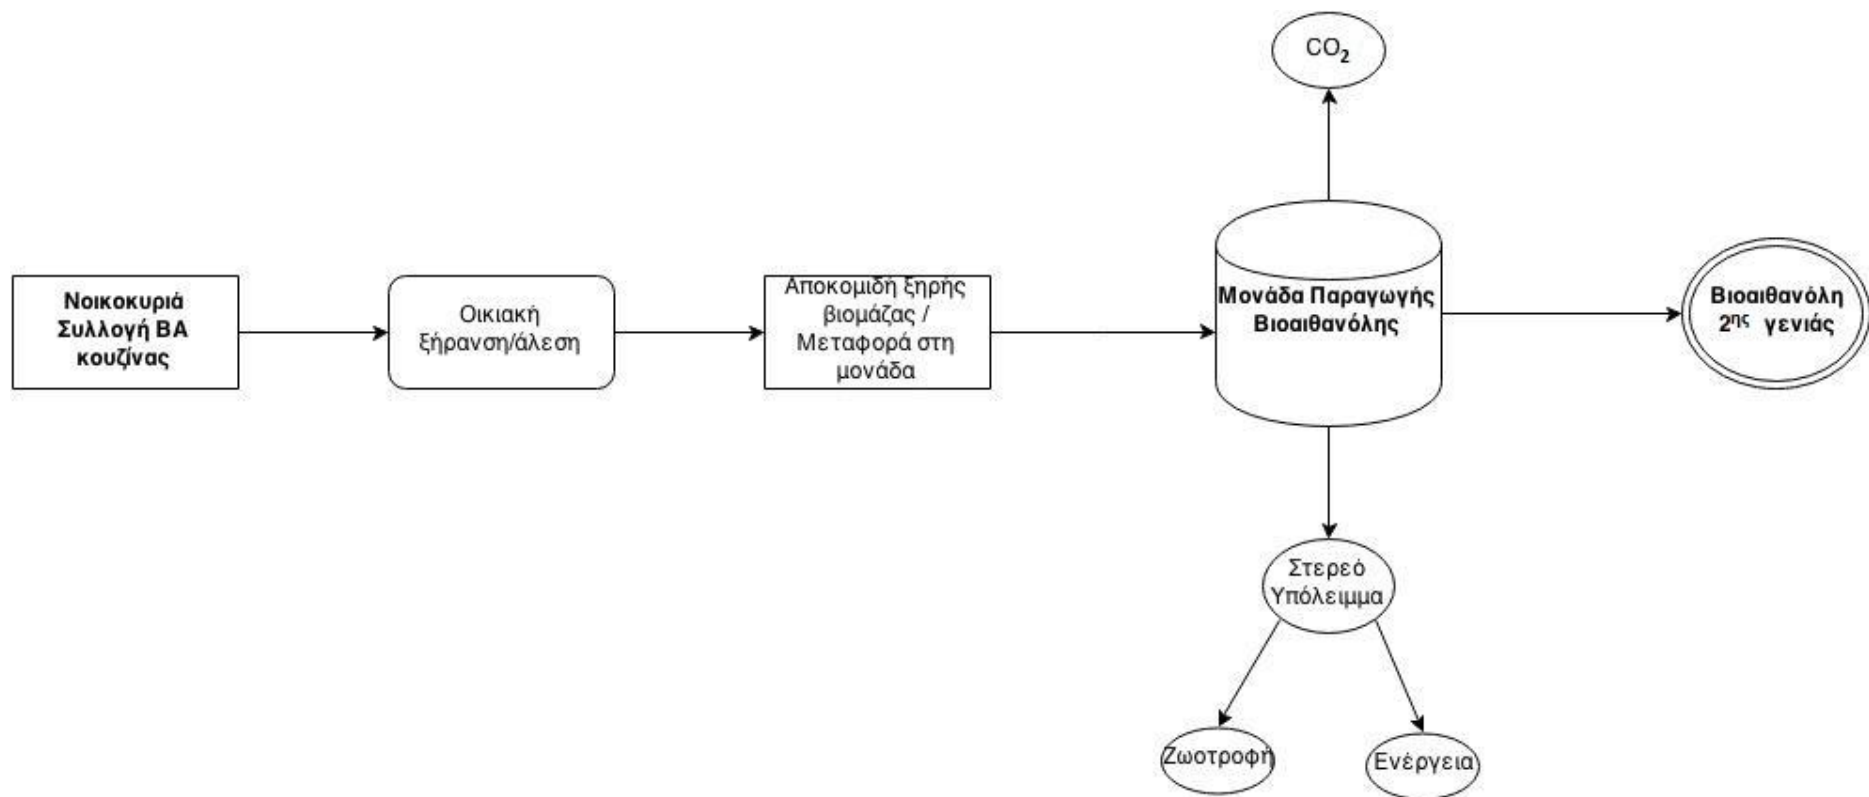 CO₂
Νοικοκυριά
Συλλογή ΒΑ
κουζίνας
Οικιακή
ξήρανση/άλεση
Αποκομιδή ξηρής
βιομάζας /
Μεταφορά στη
μονάδα
Μονάδα Παραγωγής
Βιοαιθανόλης
Βιοαιθανόλη
2ης γενιάς
Στερεό
Υπόλειμμα
Ζωοτροφή
Ενέργεια